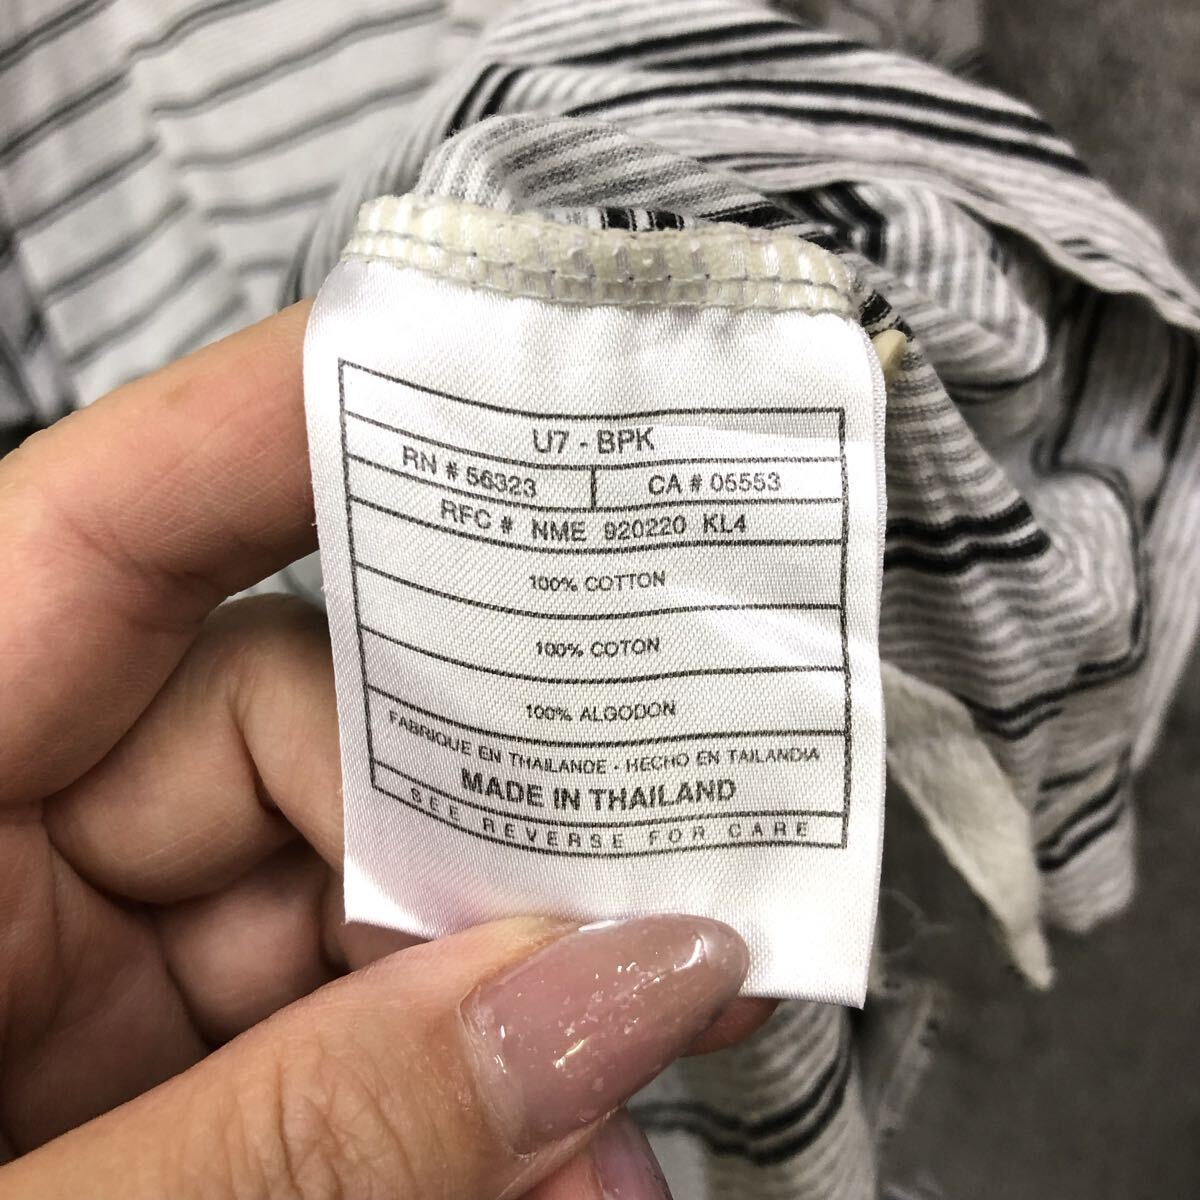 U7 - BPK
RN # 56323 CA # 05553
RFC # NME 920220 KL4
100% COTTON
100% COTON
100% ALGODON
FABRIQUE EN THAILANDE - HECHO EN TAILANDIA
MADE IN THAILAND
SEE REVERSE FOR CARE